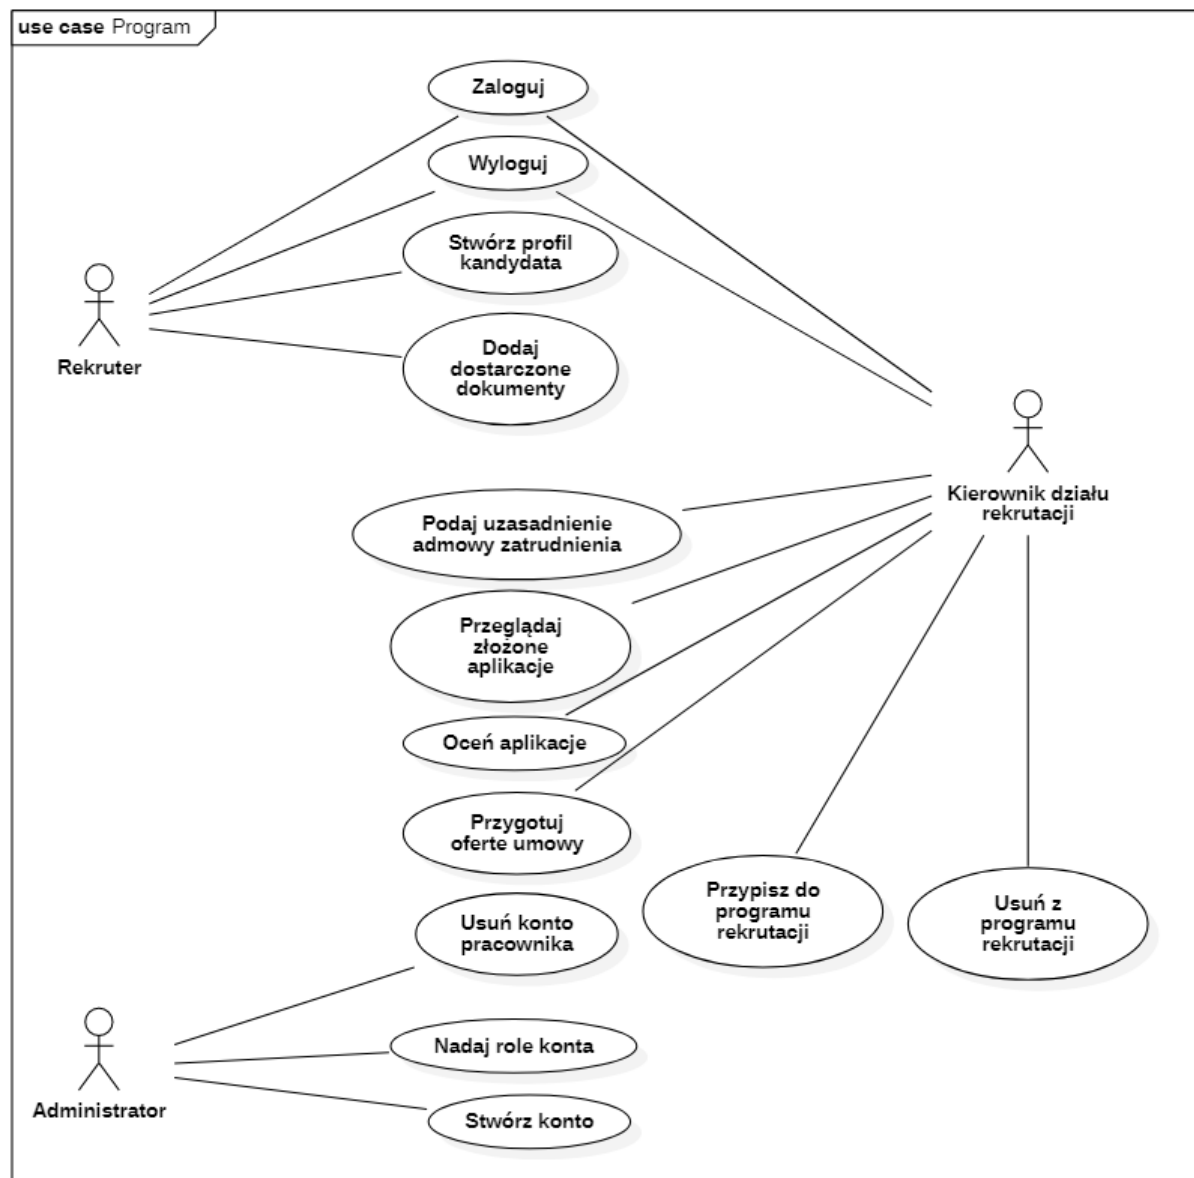 use case Program
Zaloguj
Wyloguj
Stwórz profil
kandydata
Dodaj
dostarczone
dokumenty
Rekruter
Kierownik działu
rekrutacji
Podaj uzasadnienie
admowy zatrudnienia
Przeglądaj
złożone
aplikacje
Oceń aplikacje
Przygotuj
oferte umowy
Przypisz do
programu
rekrutacji
Usuń z
programu
rekrutacji
Usuń konto
pracownika
Nadaj role konta
Administrator
Stwórz konto